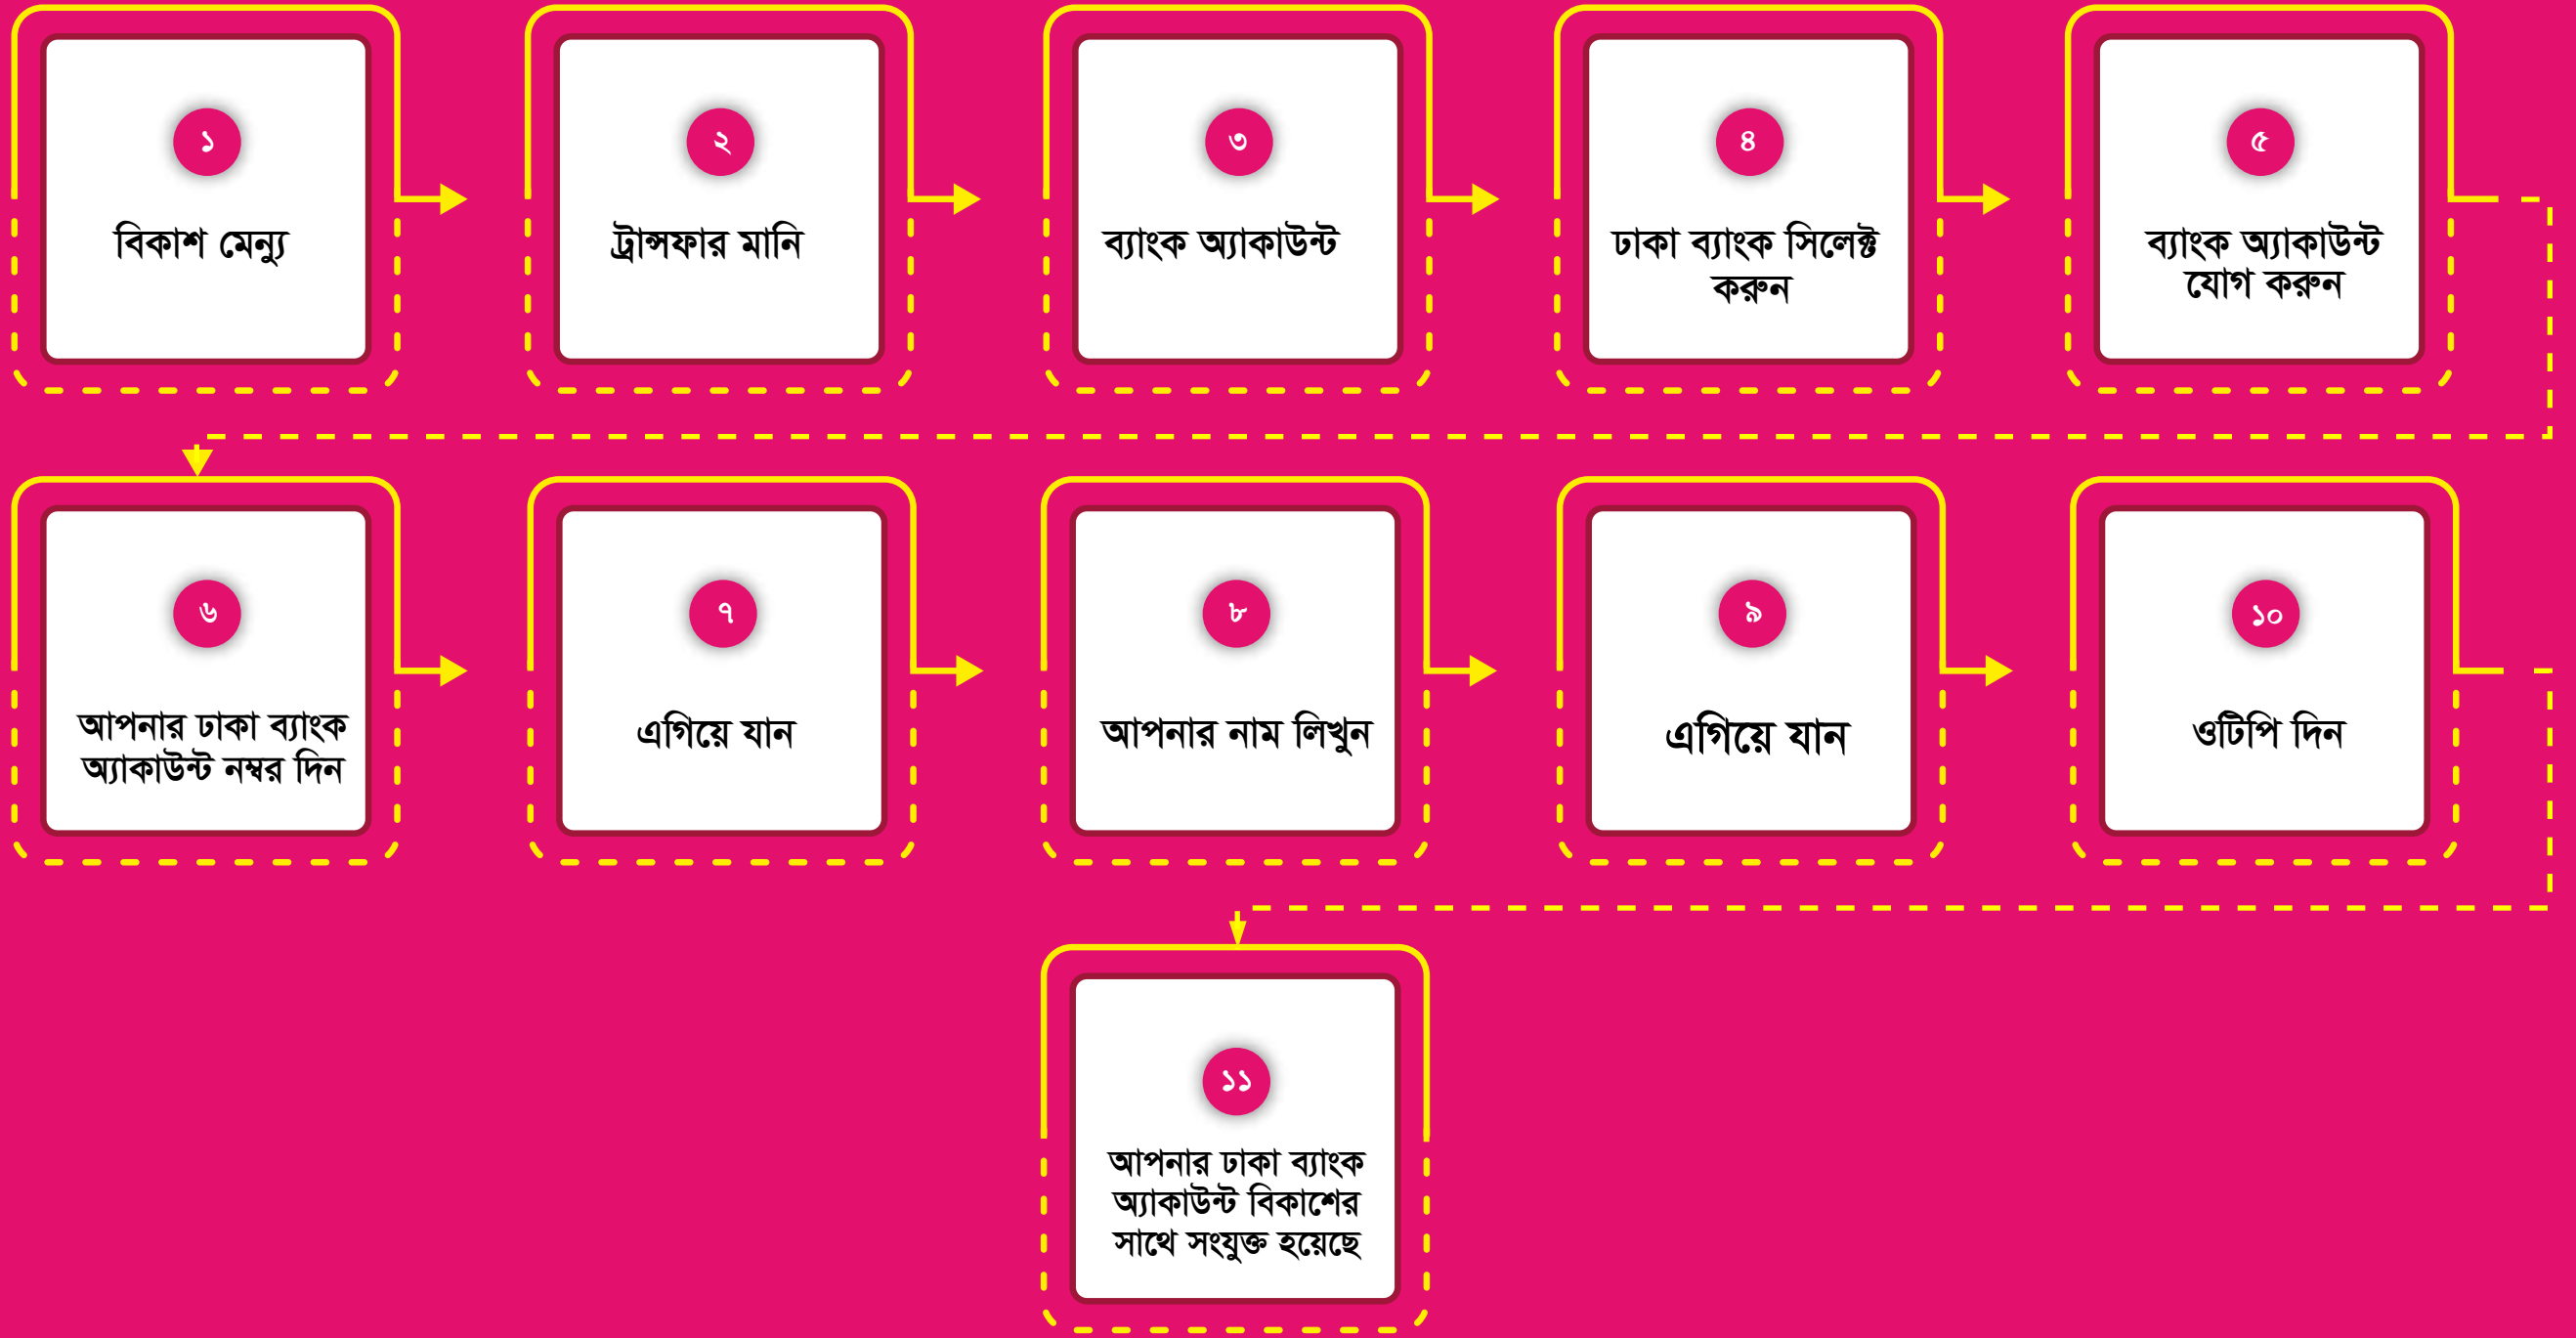 ১
বিকাশ মেন্যু
২
ট্রান্সফার মানি
৩
ব্যাংক অ্যাকাউন্ট
৪
ঢাকা ব্যাংক সিলেক্ট
করুন
৫
ব্যাংক অ্যাকাউন্ট
যোগ করুন
৬
আপনার ঢাকা ব্যাংক
অ্যাকাউন্ট নম্বর দিন
৭
এগিয়ে যান
৮
আপনার নাম লিখুন
৯
এগিয়ে যান
১০
ওটিপি দিন
১১
আপনার ঢাকা ব্যাংক
অ্যাকাউন্ট বিকাশের
সাথে সংযুক্ত হয়েছে